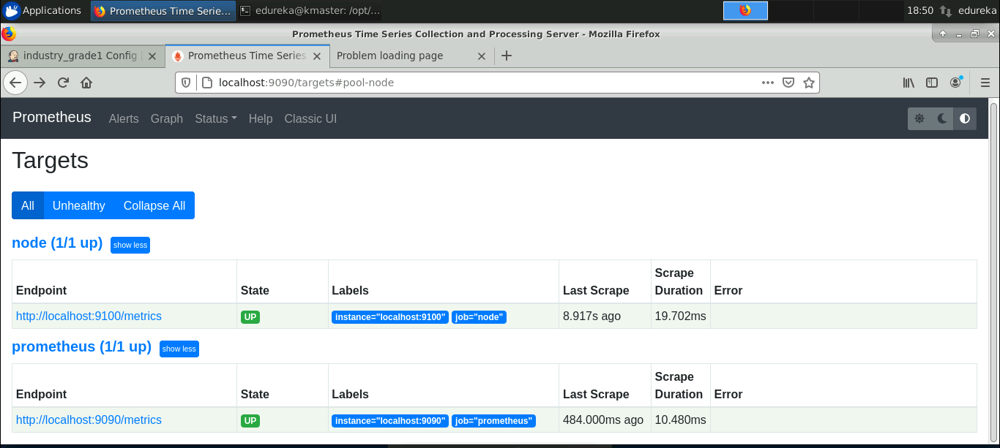 Applications Prometheus Time Serie... edureka@kmaster: /opt/... 18:50 edureka
Prometheus Time Series Collection and Processing Server - Mozilla Firefox
industry_grade1 Config Prometheus Time Series Problem loading page
localhost:9090/targets#pool-node
Prometheus Alerts Graph Status Help Classic UI
Targets
All Unhealthy Collapse All
node (1/1 up) show less
Scrape
Endpoint State Labels Last Scrape Duration Error
http://localhost:9100/metrics UP instance="localhost:9100" job="node" 8.917s ago 19.702ms
prometheus (1/1 up) show less
Scrape
Endpoint State Labels Last Scrape Duration Error
http://localhost:9090/metrics UP instance="localhost:9090" job="prometheus" 484.000ms ago 10.480ms